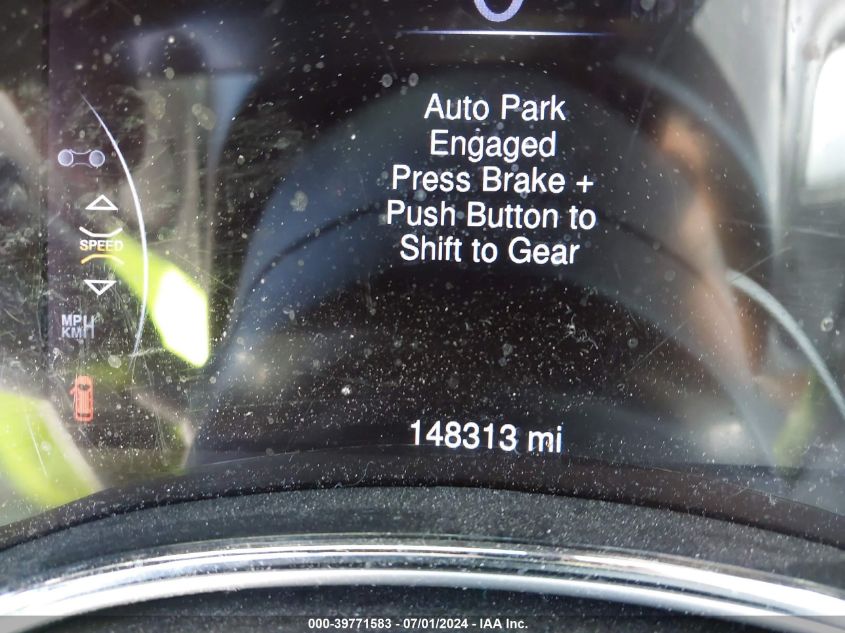 0
Auto Park
Engaged
Press Brake +
Push Button to
Shift to Gear
SPEED
MPH
KMH
148313 mi
000-39771583 - 07/01/2024 - IAA Inc.